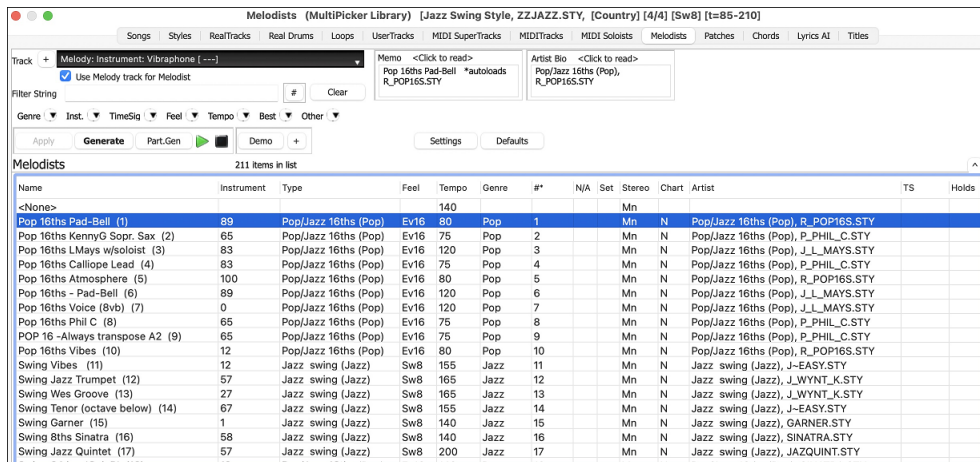 Melodists (MultiPicker Library) [Jazz Swing Style, ZZJAZZ.STY, [Country] [4/4] [Sw8] [t=85-210]
Songs Styles RealTracks Real Drums Loops UserTracks MIDI SuperTracks MIDITracks MIDI Soloists Melodists Patches Chords Lyrics AI Titles
Track + Melody: Instrument: Vibraphone [ ---]
Use Melody track for Melodist
Memo <Click to read>
Pop 16ths Pad-Bell *autoloads
R_POP16S.STY
Artist Bio <Click to read>
Pop/Jazz 16ths (Pop),
R_POP16S.STY
Filter String # Clear
Genre Inst. TimeSig Feel Tempo Best Other
Apply Generate Part.Gen Demo + Settings Defaults
Melodists 211 items in list
Name Instrument Type Feel Tempo Genre #* N/A Set Stereo Chart Artist TS Holds
<None> 140 Mn
Pop 16ths Pad-Bell (1) 89 Pop/Jazz 16ths (Pop) Ev16 80 Pop 1 Mn N Pop/Jazz 16ths (Pop), R_POP16S.STY
Pop 16ths KennyG Sopr. Sax (2) 65 Pop/Jazz 16ths (Pop) Ev16 75 Pop 2 Mn N Pop/Jazz 16ths (Pop), P_PHIL_C.STY
Pop 16ths LMays w/soloist (3) 83 Pop/Jazz 16ths (Pop) Ev16 120 Pop 3 Mn N Pop/Jazz 16ths (Pop), J_L_MAYS.STY
Pop 16ths Calliope Lead (4) 83 Pop/Jazz 16ths (Pop) Ev16 75 Pop 4 Mn N Pop/Jazz 16ths (Pop), P_PHIL_C.STY
Pop 16ths Atmosphere (5) 100 Pop/Jazz 16ths (Pop) Ev16 80 Pop 5 Mn N Pop/Jazz 16ths (Pop), R_POP16S.STY
Pop 16ths - Pad-Bell (6) 89 Pop/Jazz 16ths (Pop) Ev16 120 Pop 6 Mn N Pop/Jazz 16ths (Pop), J_L_MAYS.STY
Pop 16ths Voice (8vb) (7) 0 Pop/Jazz 16ths (Pop) Ev16 120 Pop 7 Mn N Pop/Jazz 16ths (Pop), J_L_MAYS.STY
Pop 16ths Phil C (8) 65 Pop/Jazz 16ths (Pop) Ev16 75 Pop 8 Mn N Pop/Jazz 16ths (Pop), P_PHIL_C.STY
POP 16 -Always transpose A2 (9) 65 Pop/Jazz 16ths (Pop) Ev16 75 Pop 9 Mn N Pop/Jazz 16ths (Pop), P_PHIL_C.STY
Pop 16ths Vibes (10) 12 Pop/Jazz 16ths (Pop) Ev16 80 Pop 10 Mn N Pop/Jazz 16ths (Pop), R_POP16S.STY
Swing Vibes (11) 12 Jazz swing (Jazz) Sw8 155 Jazz 11 Mn N Jazz swing (Jazz), J~EASY.STY
Swing Jazz Trumpet (12) 57 Jazz swing (Jazz) Sw8 165 Jazz 12 Mn N Jazz swing (Jazz), J_WYNT_K.STY
Swing Wes Groove (13) 27 Jazz swing (Jazz) Sw8 165 Jazz 13 Mn N Jazz swing (Jazz), J_WYNT_K.STY
Swing Tenor (octave below) (14) 67 Jazz swing (Jazz) Sw8 155 Jazz 14 Mn N Jazz swing (Jazz), J~EASY.STY
Swing Garner (15) 1 Jazz swing (Jazz) Sw8 140 Jazz 15 Mn N Jazz swing (Jazz), GARNER.STY
Swing 8ths Sinatra (16) 58 Jazz swing (Jazz) Sw8 140 Jazz 16 Mn N Jazz swing (Jazz), SINATRA.STY
Swing Jazz Quintet (17) 57 Jazz swing (Jazz) Sw8 200 Jazz 17 Mn N Jazz swing (Jazz), JAZQUINT.STY